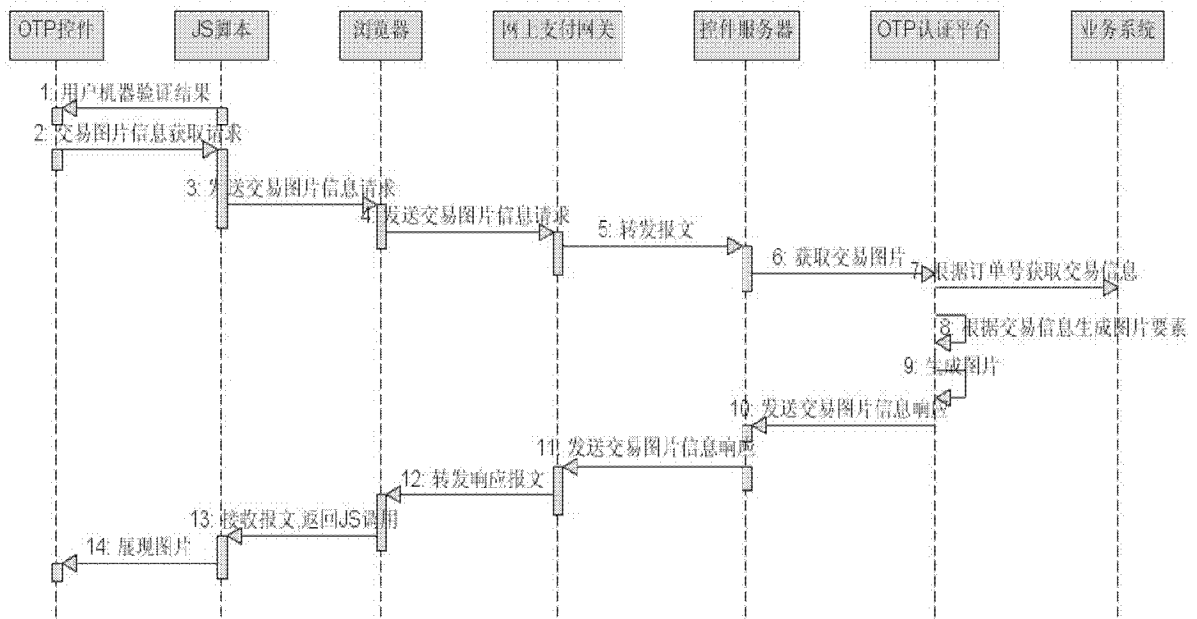 OTP控件
JS脚本
浏览器
网上支付网关
控件服务器
OTP认证平台
业务系统
1: 用户机器验证结果
2: 交易图片信息获取请求
3: 发送交易图片信息请求
4: 发送交易图片信息请求
5: 转发报文
6: 获取交易图片
7: 根据订单号获取交易信息
8: 根据交易信息生成图片要素
9: 生成图片
10: 发送交易图片信息响应
11: 发送交易图片信息响应
12: 转发响应报文
13: 接收报文,返回JS调用
14: 展现图片